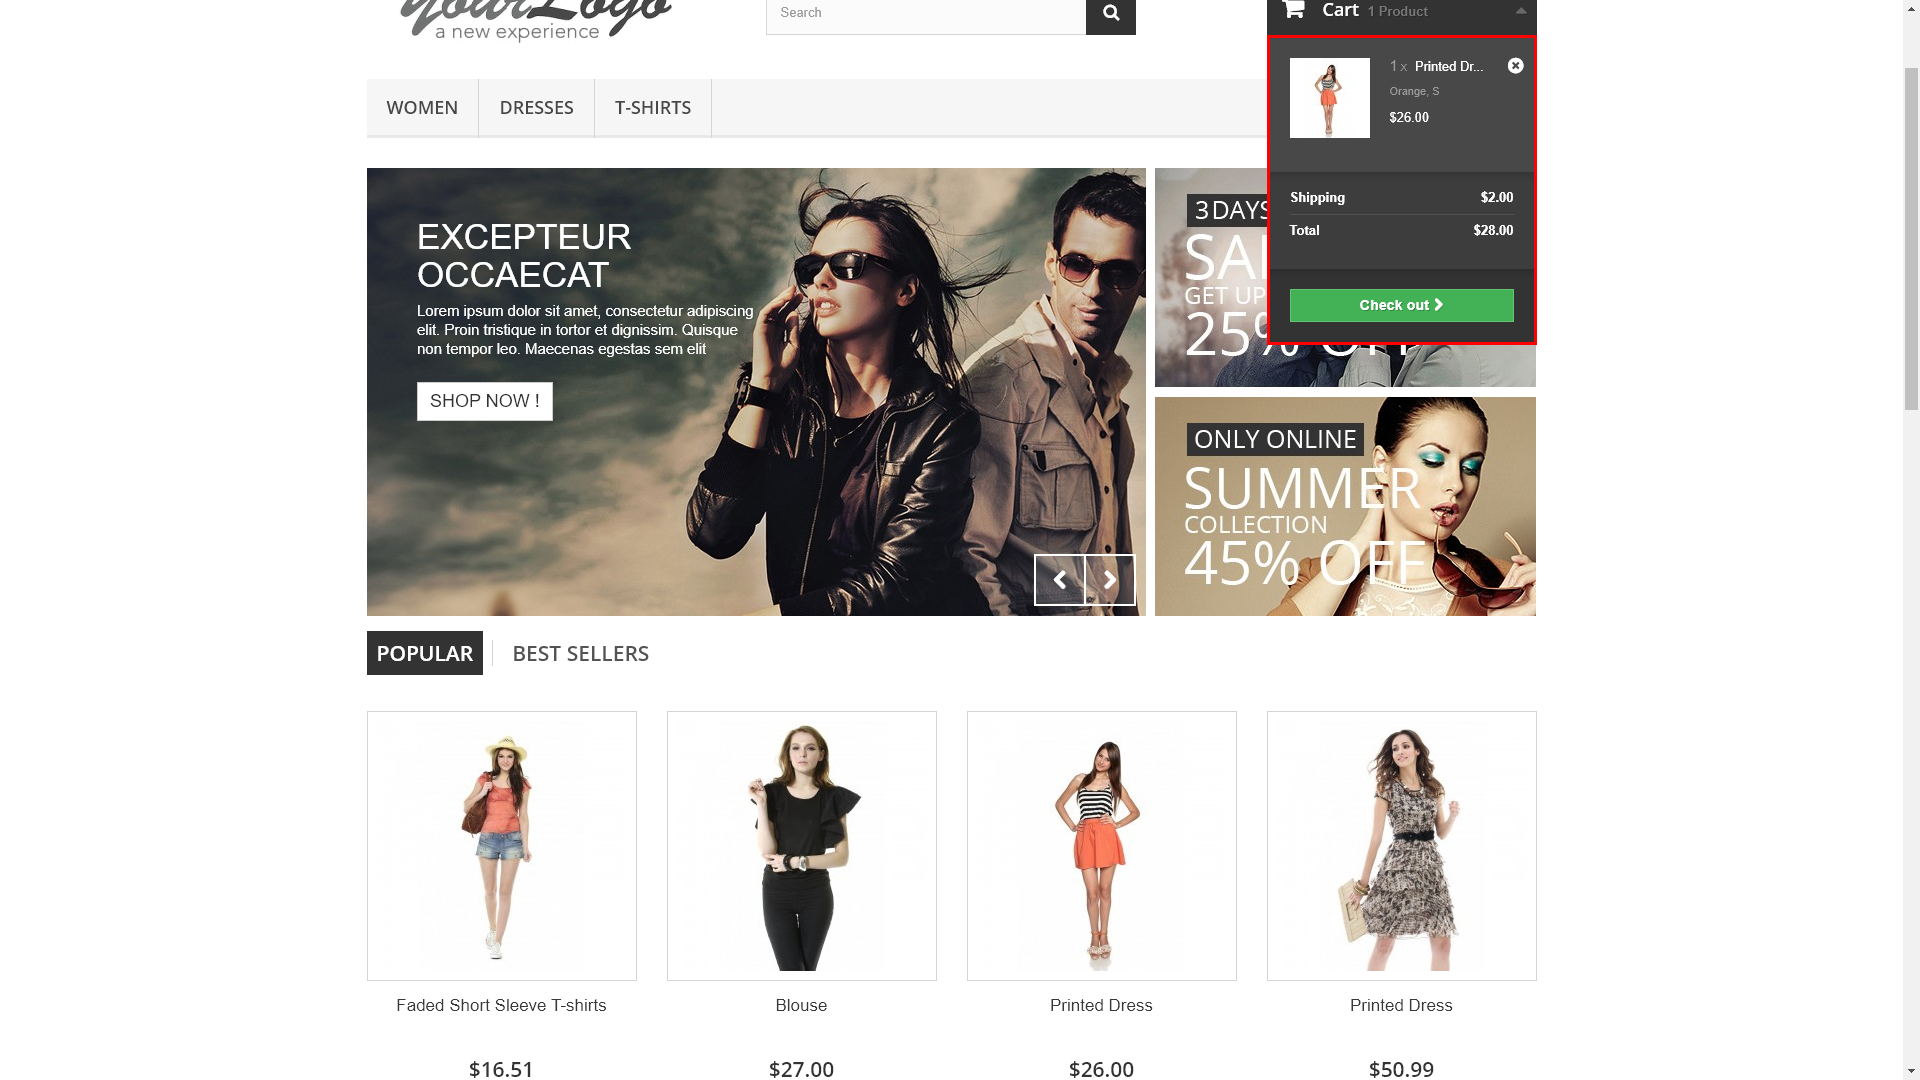 yourLogo
a new experience
Search
Cart 1 Product
1 x Printed Dr...
Orange, S
$26.00
Shipping $2.00
Total $28.00
Check out
WOMEN
DRESSES
T-SHIRTS
EXCEPTEUR
OCCAECAT
Lorem ipsum dolor sit amet, consectetur adipiscing
elit. Proin tristique in tortor et dignissim. Quisque
non tempor leo. Maecenas egestas sem elit
SHOP NOW !
3 DAYS
GET UP
25% OFF
ONLY ONLINE
SUMMER
COLLECTION
45% OFF
POPULAR
BEST SELLERS
Faded Short Sleeve T-shirts
$16.51
Blouse
$27.00
Printed Dress
$26.00
Printed Dress
$50.99